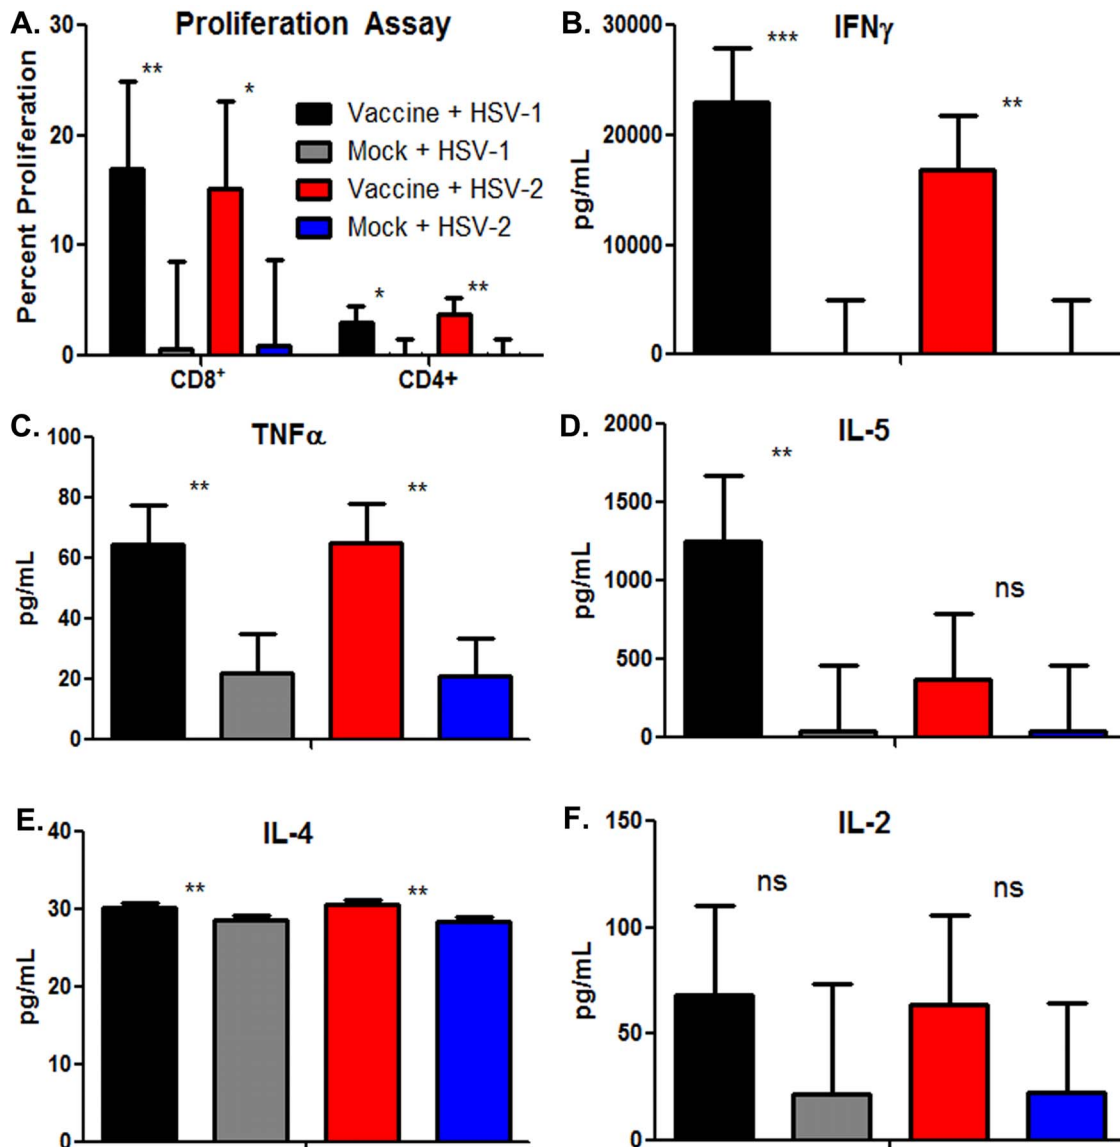 A.
Proliferation Assay
30
20
10
0
Percent Proliferation
**
*
*
**
Vaccine + HSV-1
Mock + HSV-1
Vaccine + HSV-2
Mock + HSV-2
CD8⁺
CD4+
B.
IFNγ
30000
20000
10000
0
pg/mL
***
**
C.
TNFα
100
80
60
40
20
0
pg/mL
**
**
D.
IL-5
2000
1500
1000
500
0
pg/mL
**
ns
E.
IL-4
40
30
20
10
0
pg/mL
**
**
F.
IL-2
150
100
50
0
pg/mL
ns
ns